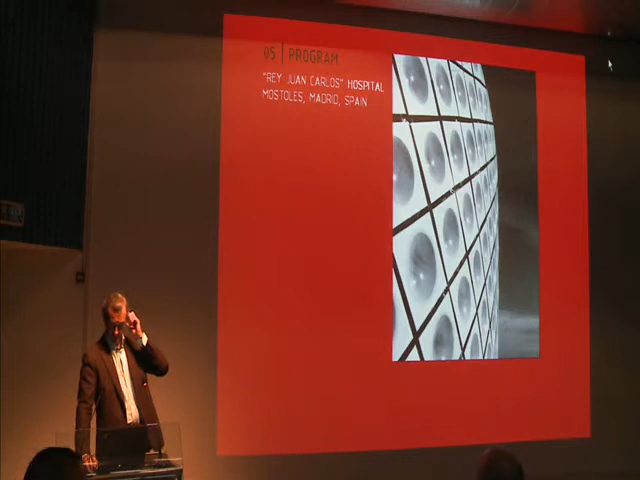 05 | PROGRAM
"REY JUAN CARLOS" HOSPITAL
MOSTOLES, MADRID, SPAIN